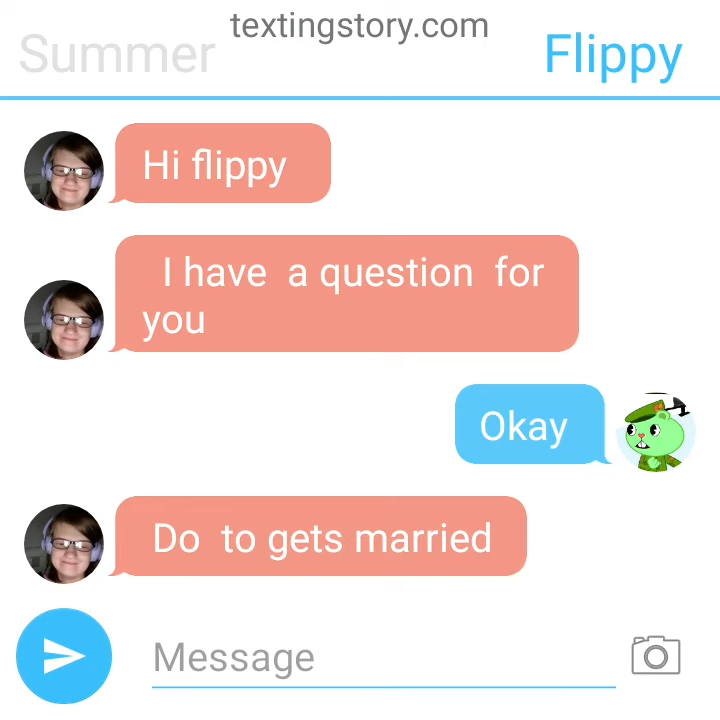 textingstory.com
Summer
Flippy
Hi flippy
I have a question for
you
Okay
Do to gets married
Message